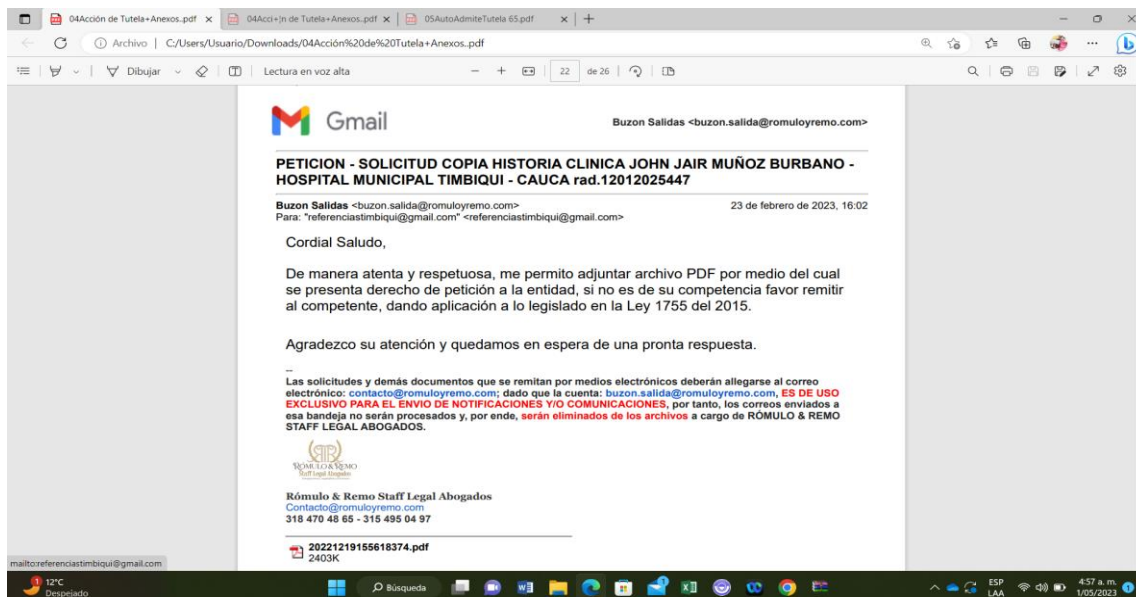 04Acción de Tutela+Anexos..pdf
04Acci+¦n de Tutela+Anexos..pdf
05AutoAdmiteTutela 65.pdf
Archivo | C:/Users/Usuario/Downloads/04Acción%20de%20Tutela+Anexos..pdf
Dibujar
Lectura en voz alta
22 de 26
Gmail
Buzon Salidas <buzon.salida@romuloyremo.com>
PETICION - SOLICITUD COPIA HISTORIA CLINICA JOHN JAIR MUÑOZ BURBANO -
HOSPITAL MUNICIPAL TIMBIQUI - CAUCA rad.12012025447
Buzon Salidas <buzon.salida@romuloyremo.com> 23 de febrero de 2023, 16:02
Para: "referenciastimbiqui@gmail.com" <referenciastimbiqui@gmail.com>
Cordial Saludo,
De manera atenta y respetuosa, me permito adjuntar archivo PDF por medio del cual
se presenta derecho de petición a la entidad, si no es de su competencia favor remitir
al competente, dando aplicación a lo legislado en la Ley 1755 del 2015.
Agradezco su atención y quedamos en espera de una pronta respuesta.
--
Las solicitudes y demás documentos que se remitan por medios electrónicos deberán allegarse al correo
electrónico: contacto@romuloyremo.com; dado que la cuenta: buzon.salida@romuloyremo.com, ES DE USO
EXCLUSIVO PARA EL ENVIO DE NOTIFICACIONES Y/O COMUNICACIONES, por tanto, los correos enviados a
esa bandeja no serán procesados y, por ende, serán eliminados de los archivos a cargo de RÓMULO & REMO
STAFF LEGAL ABOGADOS.
RÓMULO & REMO
Staff Legal Abogados
Rómulo & Remo Staff Legal Abogados
Contacto@romuloyremo.com
318 470 48 65 - 315 495 04 97
20221219155618374.pdf
2403K
mailto:referenciastimbiqui@gmail.com
1
12°C
Despejado
Búsqueda
ESP
LAA
4:57 a. m.
1/05/2023